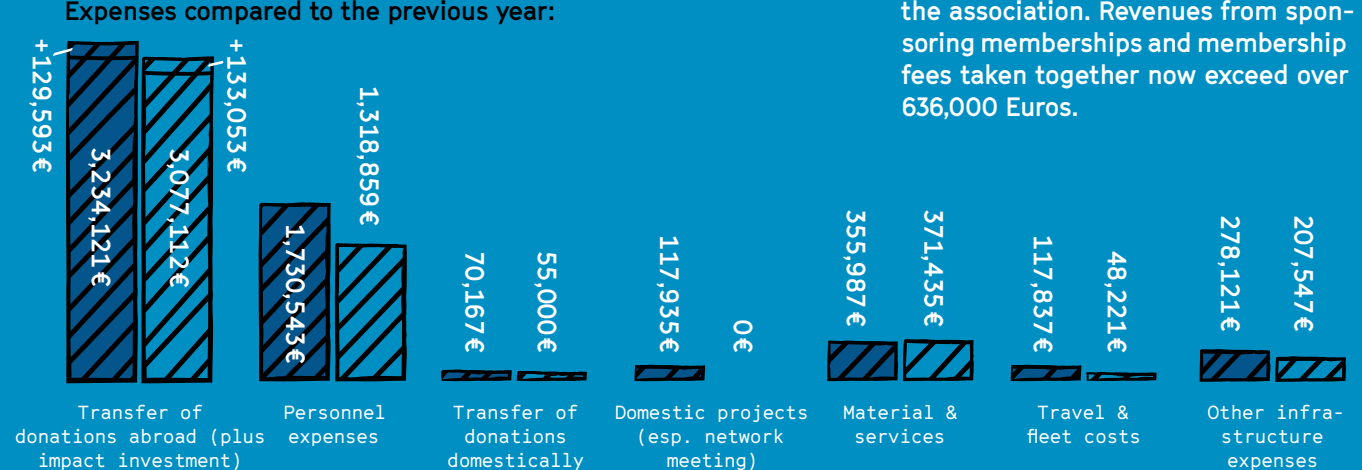 Expenses compared to the previous year:
the association. Revenues from spon-
soring memberships and membership
fees taken together now exceed over
636,000 Euros.
+129,593€
3,234,121€
3,077,112€
+133,053€
1,730,543€
1,318,859€
70,167€
55,000€
117,935€
0€
355,987€
371,435€
117,837€
48,221€
278,121€
207,547€
Transfer of
donations abroad (plus
impact investment)
Personnel
expenses
Transfer of
donations
domestically
Domestic projects
(esp. network
meeting)
Material &
services
Travel &
fleet costs
Other infra-
structure
expenses